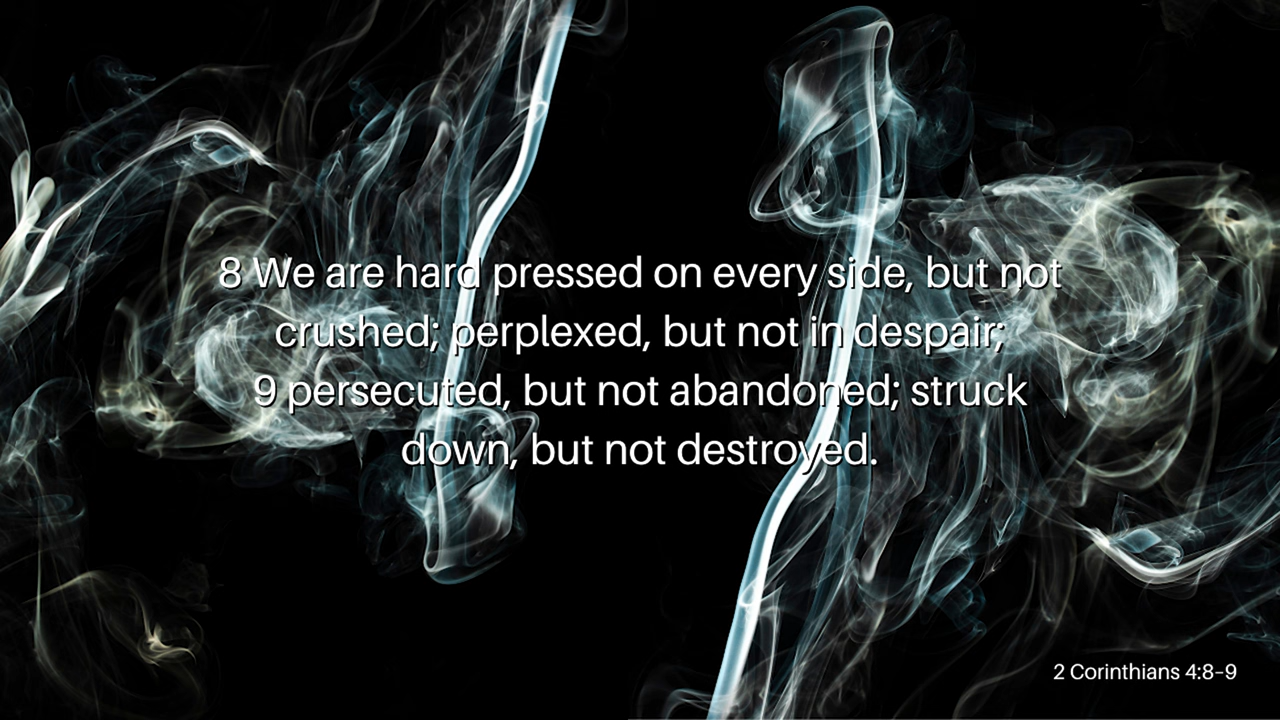 8 We are hard pressed on every side, but not
crushed; perplexed, but not in despair;
9 persecuted, but not abandoned; struck
down, but not destroyed.
2 Corinthians 4:8-9